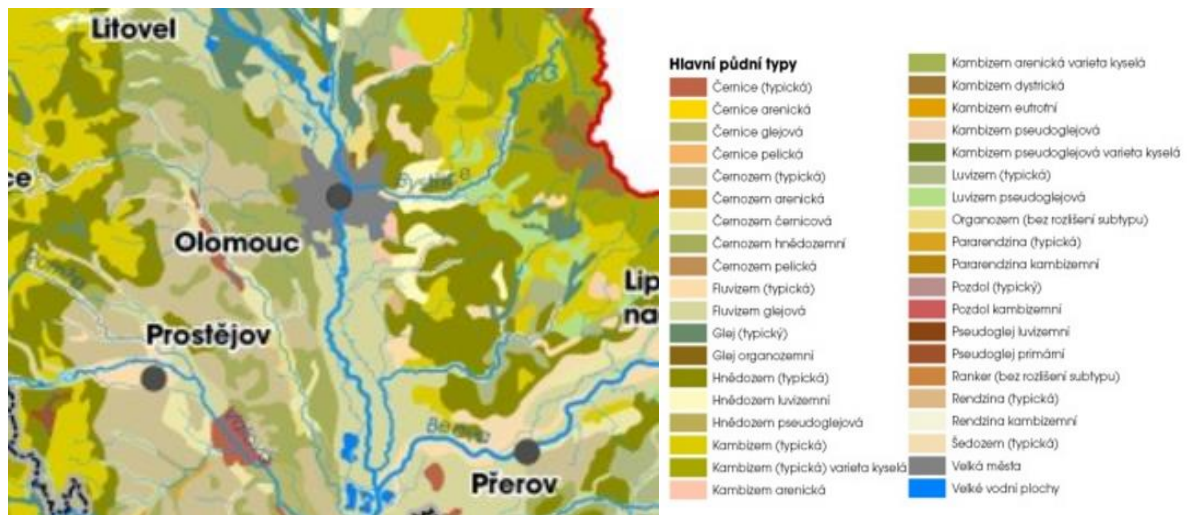 Litovel
ce
Bystřice
Olomouc
Lip
na
Prostějov
Bečva
Přerov
Hlavní půdní typy
Černice (typická)
Černice arenická
Černice glejová
Černice pelická
Černozem (typická)
Černozem arenická
Černozem černicová
Černozem hnědozemní
Černozem pelická
Fluvizem (typická)
Fluvizem glejová
Glej (typický)
Glej organozemní
Hnědozem (typická)
Hnědozem luvizemní
Hnědozem pseudoglejová
Kambizem (typická)
Kambizem (typická) varieta kyselá
Kambizem arenická
Kambizem arenická varieta kyselá
Kambizem dystrická
Kambizem eutrofní
Kambizem pseudoglejová
Kambizem pseudoglejová varieta kyselá
Luvizem (typická)
Luvizem pseudoglejová
Organozem (bez rozlišení subtypu)
Pararendzina (typická)
Pararendzina kambizemní
Pozdol (typický)
Pozdol kambizemní
Pseudoglej luvizemní
Pseudoglej primární
Ranker (bez rozlišení subtypu)
Rendzina (typická)
Rendzina kambizemní
Šedozem (typická)
Velká města
Velké vodní plochy